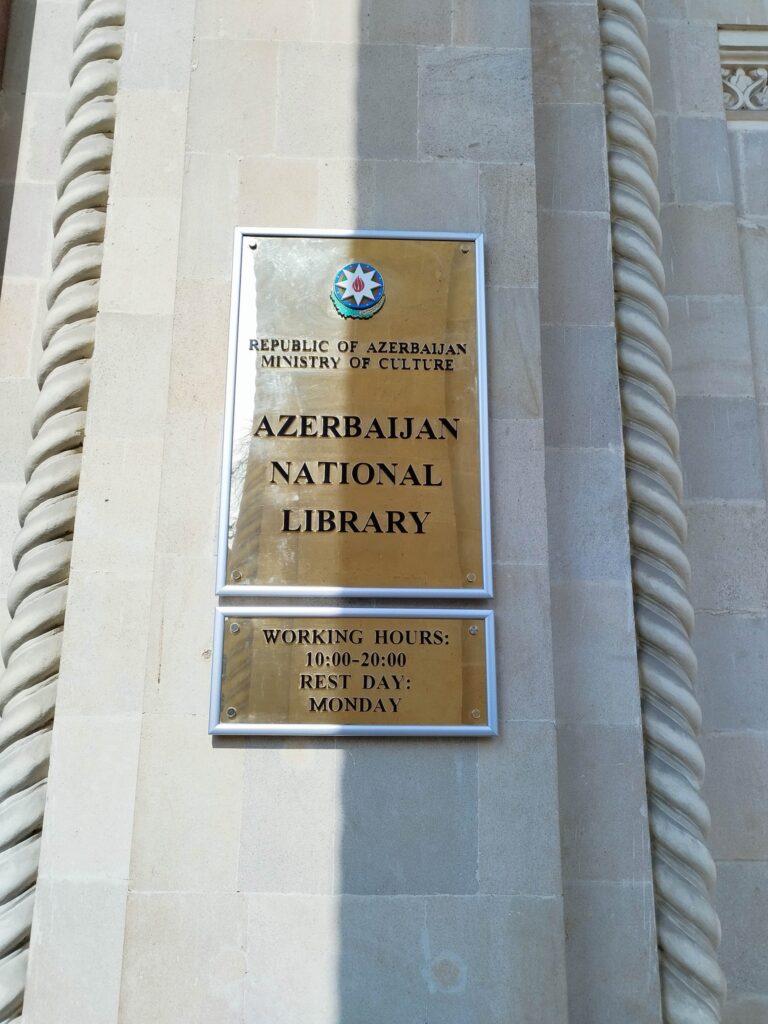 REPUBLIC OF AZERBAIJAN
MINISTRY OF CULTURE
AZERBAIJAN
NATIONAL
LIBRARY
WORKING HOURS:
10:00-20:00
REST DAY:
MONDAY